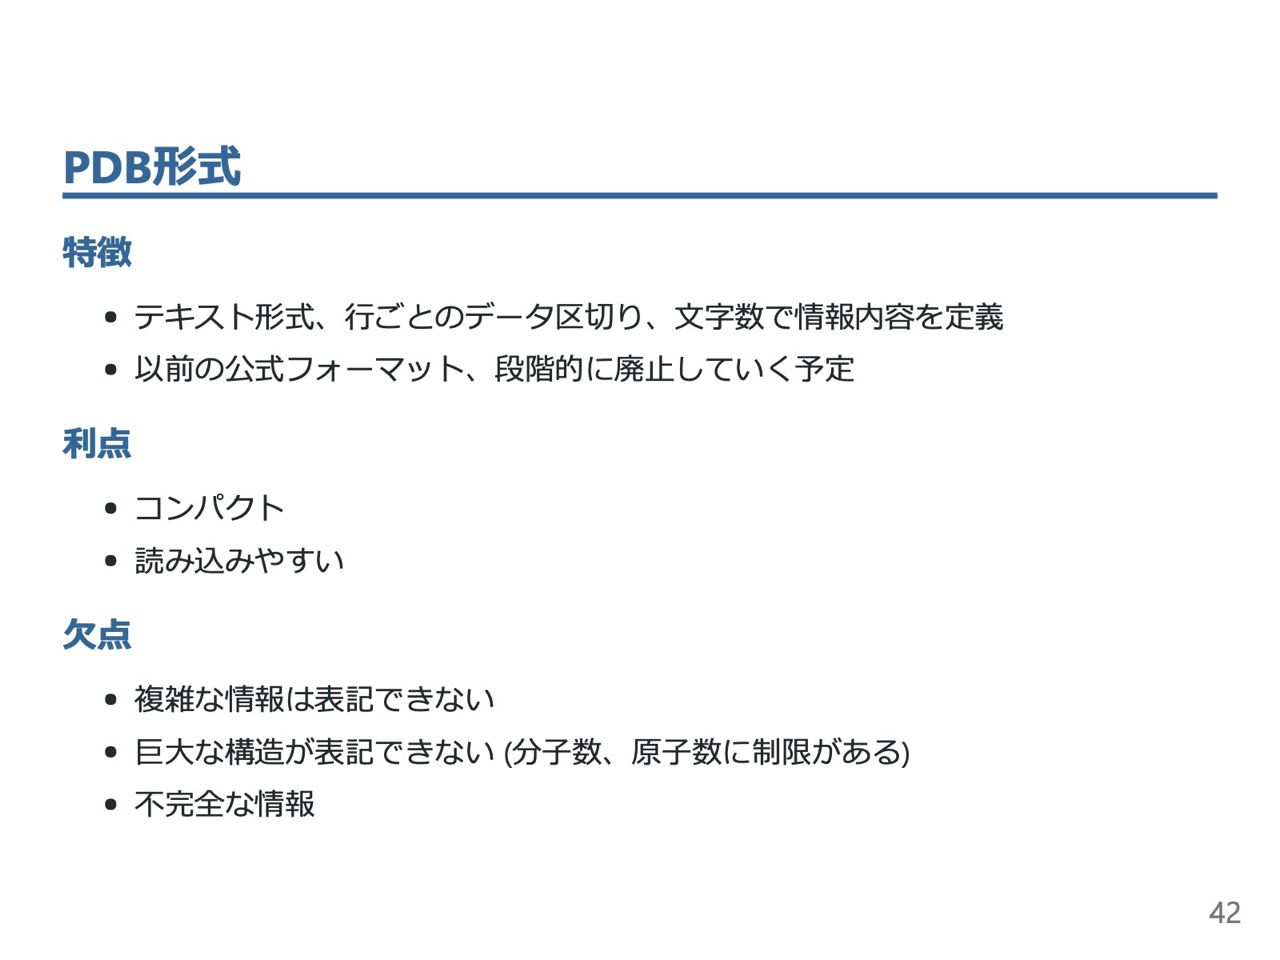 PDB形式
特徴
• テキスト形式、行ごとのデータ区切り、文字数で情報内容を定義
• 以前の公式フォーマット、段階的に廃止していく予定
利点
• コンパクト
• 読み込みやすい
欠点
• 複雑な情報は表記できない
• 巨大な構造が表記できない (分子数、原子数に制限がある)
• 不完全な情報
42